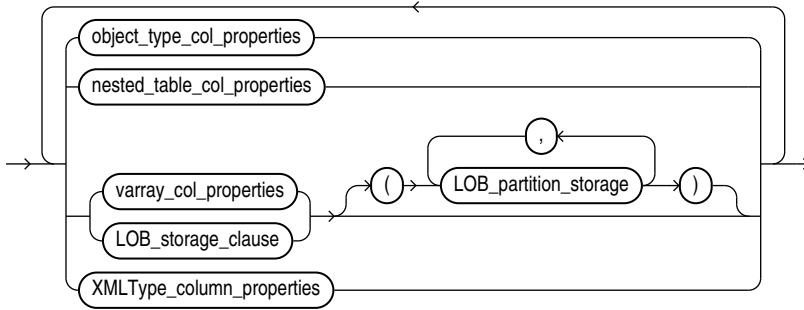 object_type_col_properties
nested_table_col_properties
,
varray_col_properties ( LOB_partition_storage )
LOB_storage_clause
XMLType_column_properties